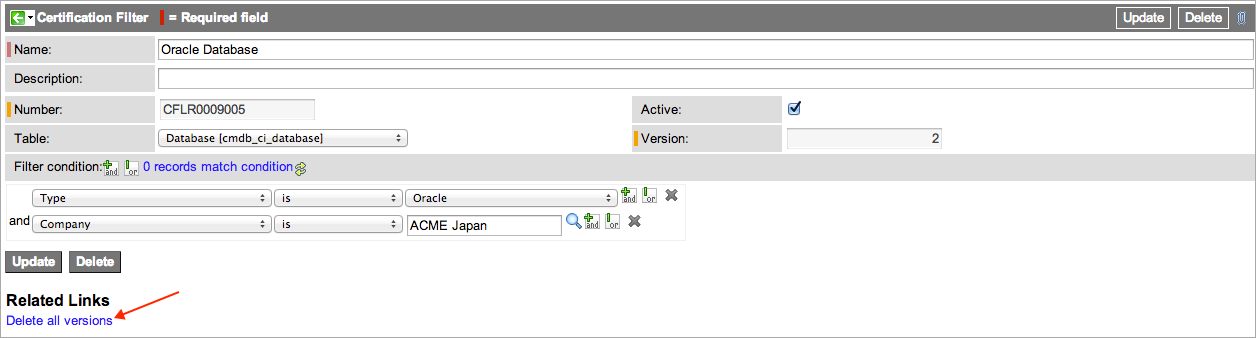 Certification Filter = Required field Update Delete
Name: Oracle Database
Description:
Number: CFLR0009005 Active:
Table: Database [cmdb_ci_database] Version: 2
Filter condition: and or 0 records match condition
Type is Oracle and or
and Company is ACME Japan and or
Update Delete
Related Links
Delete all versions